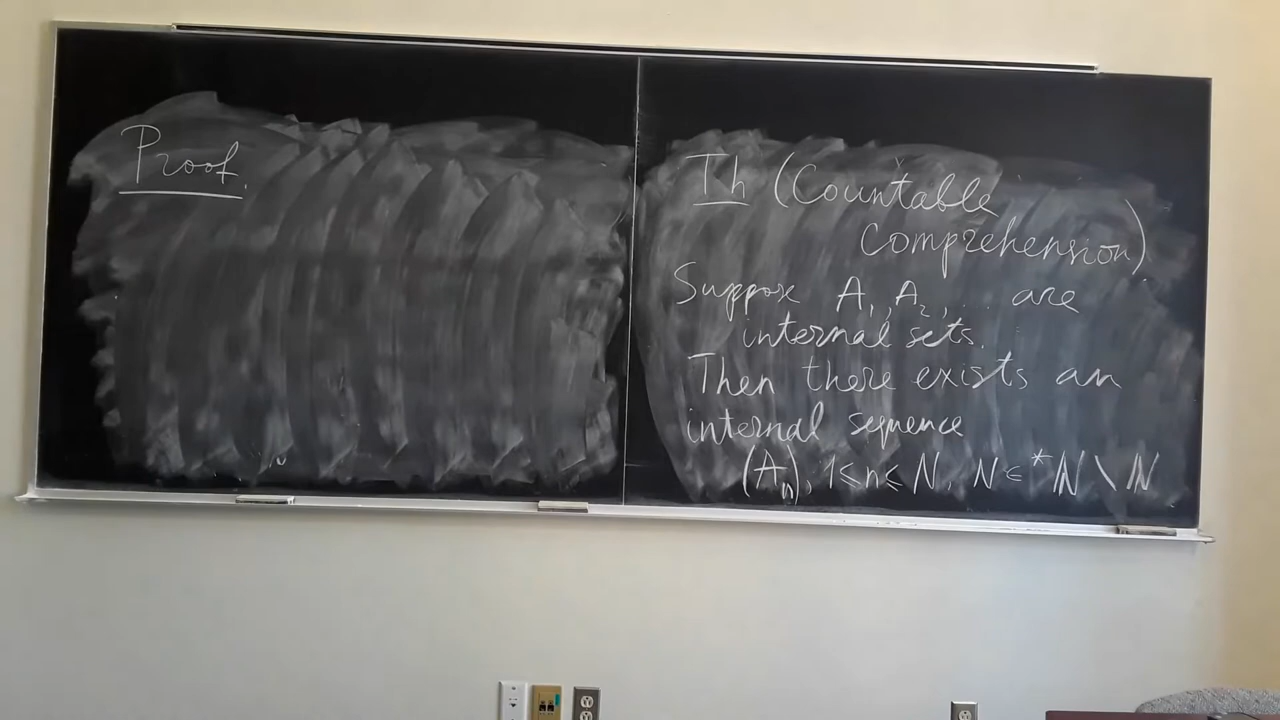 Proof.
Th (Countable
Comprehension)
Suppose A₁, A₂, ... are
internal sets.
Then there exists an
internal sequence
(Aₙ), 1≤n≤N, N∈*ℕ\ℕ